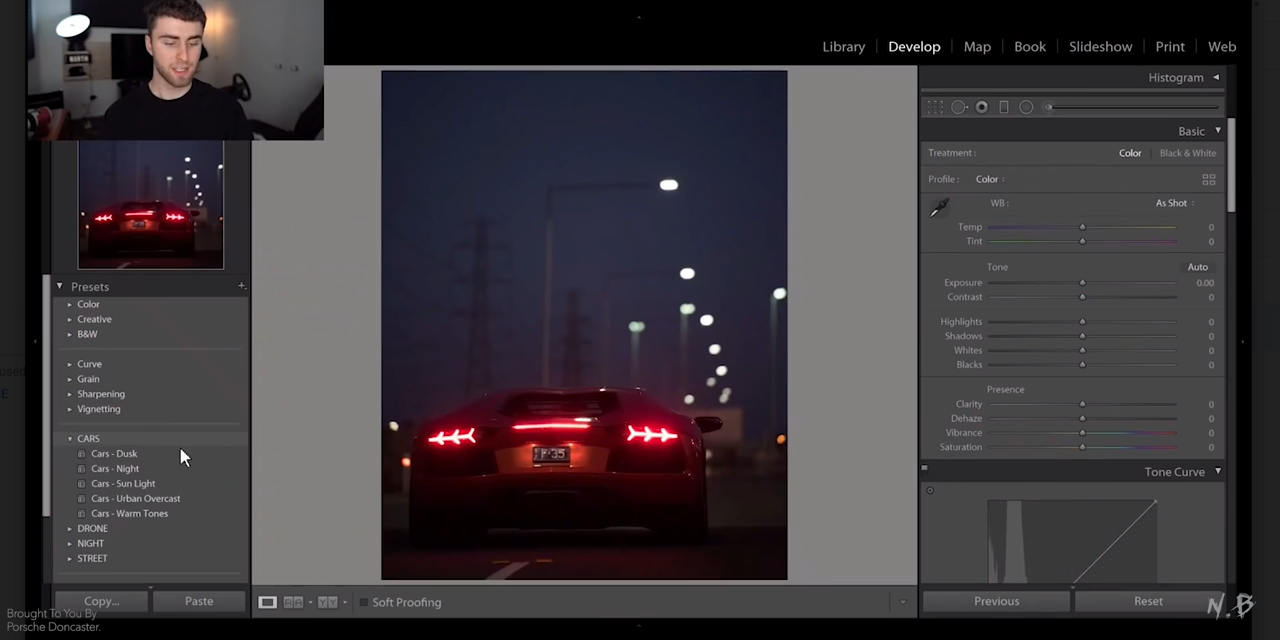 NORTH
Library | Develop | Map | Book | Slideshow | Print | Web
Histogram
Basic
Treatment : Color | Black & White
Profile : Color
WB : As Shot
Temp 0
Tint 0
Tone Auto
Exposure 0.00
Contrast 0
Highlights 0
Shadows 0
Whites 0
Blacks 0
Presence
Clarity 0
Dehaze 0
Vibrance 0
Saturation 0
Tone Curve
Presets +
Color
Creative
B&W
Curve
Grain
Sharpening
Vignetting
CARS
Cars - Dusk
Cars - Night
Cars - Sun Light
Cars - Urban Overcast
Cars - Warm Tones
DRONE
NIGHT
STREET
Copy... Paste
Soft Proofing
Previous Reset
Brought To You By
Porsche Doncaster.
N.B